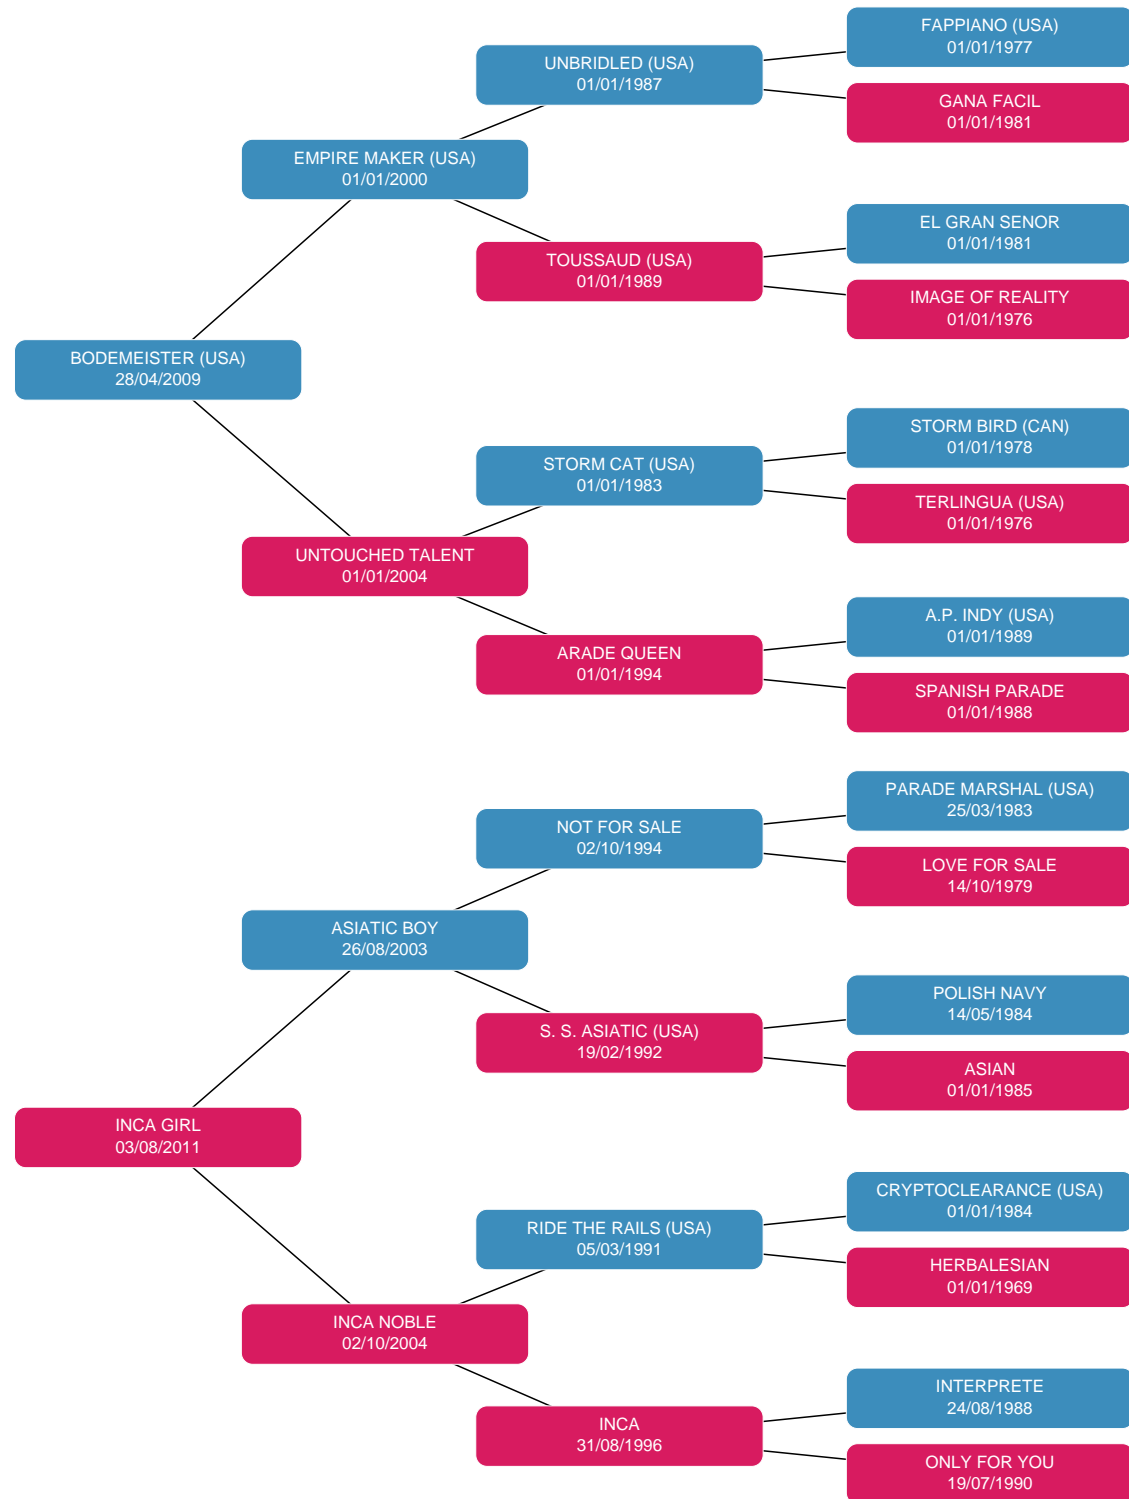 FAPPIANO (USA)
01/01/1977
UNBRIDLED (USA)
01/01/1987
GANA FACIL
01/01/1981
EMPIRE MAKER (USA)
01/01/2000
EL GRAN SENOR
01/01/1981
TOUSSAUD (USA)
01/01/1989
IMAGE OF REALITY
01/01/1976
BODEMEISTER (USA)
28/04/2009
STORM BIRD (CAN)
01/01/1978
STORM CAT (USA)
01/01/1983
TERLINGUA (USA)
01/01/1976
UNTOUCHED TALENT
01/01/2004
A.P. INDY (USA)
01/01/1989
ARADE QUEEN
01/01/1994
SPANISH PARADE
01/01/1988
PARADE MARSHAL (USA)
25/03/1983
NOT FOR SALE
02/10/1994
LOVE FOR SALE
14/10/1979
ASIATIC BOY
26/08/2003
POLISH NAVY
14/05/1984
S. S. ASIATIC (USA)
19/02/1992
ASIAN
01/01/1985
INCA GIRL
03/08/2011
CRYPTOCLEARANCE (USA)
01/01/1984
RIDE THE RAILS (USA)
05/03/1991
HERBALESIAN
01/01/1969
INCA NOBLE
02/10/2004
INTERPRETE
24/08/1988
INCA
31/08/1996
ONLY FOR YOU
19/07/1990